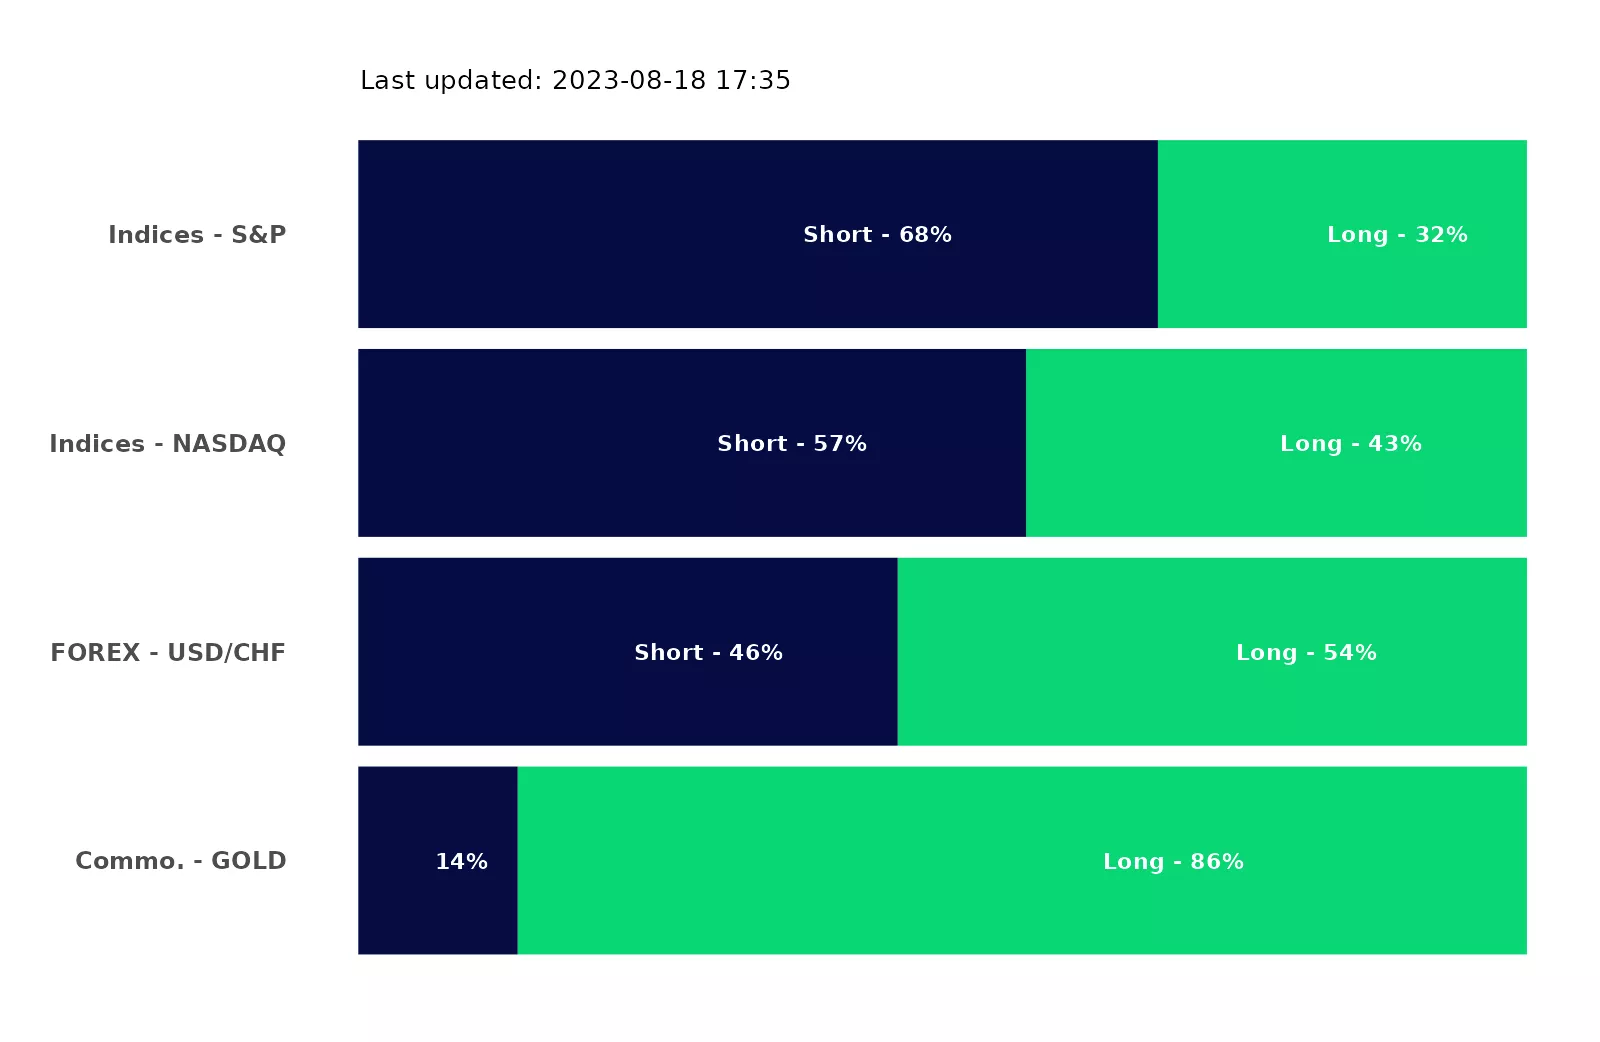 Last updated: 2023-08-18 17:35
Indices - S&P
Short - 68%
Long - 32%
Indices - NASDAQ
Short - 57%
Long - 43%
FOREX - USD/CHF
Short - 46%
Long - 54%
Commo. - GOLD
14%
Long - 86%